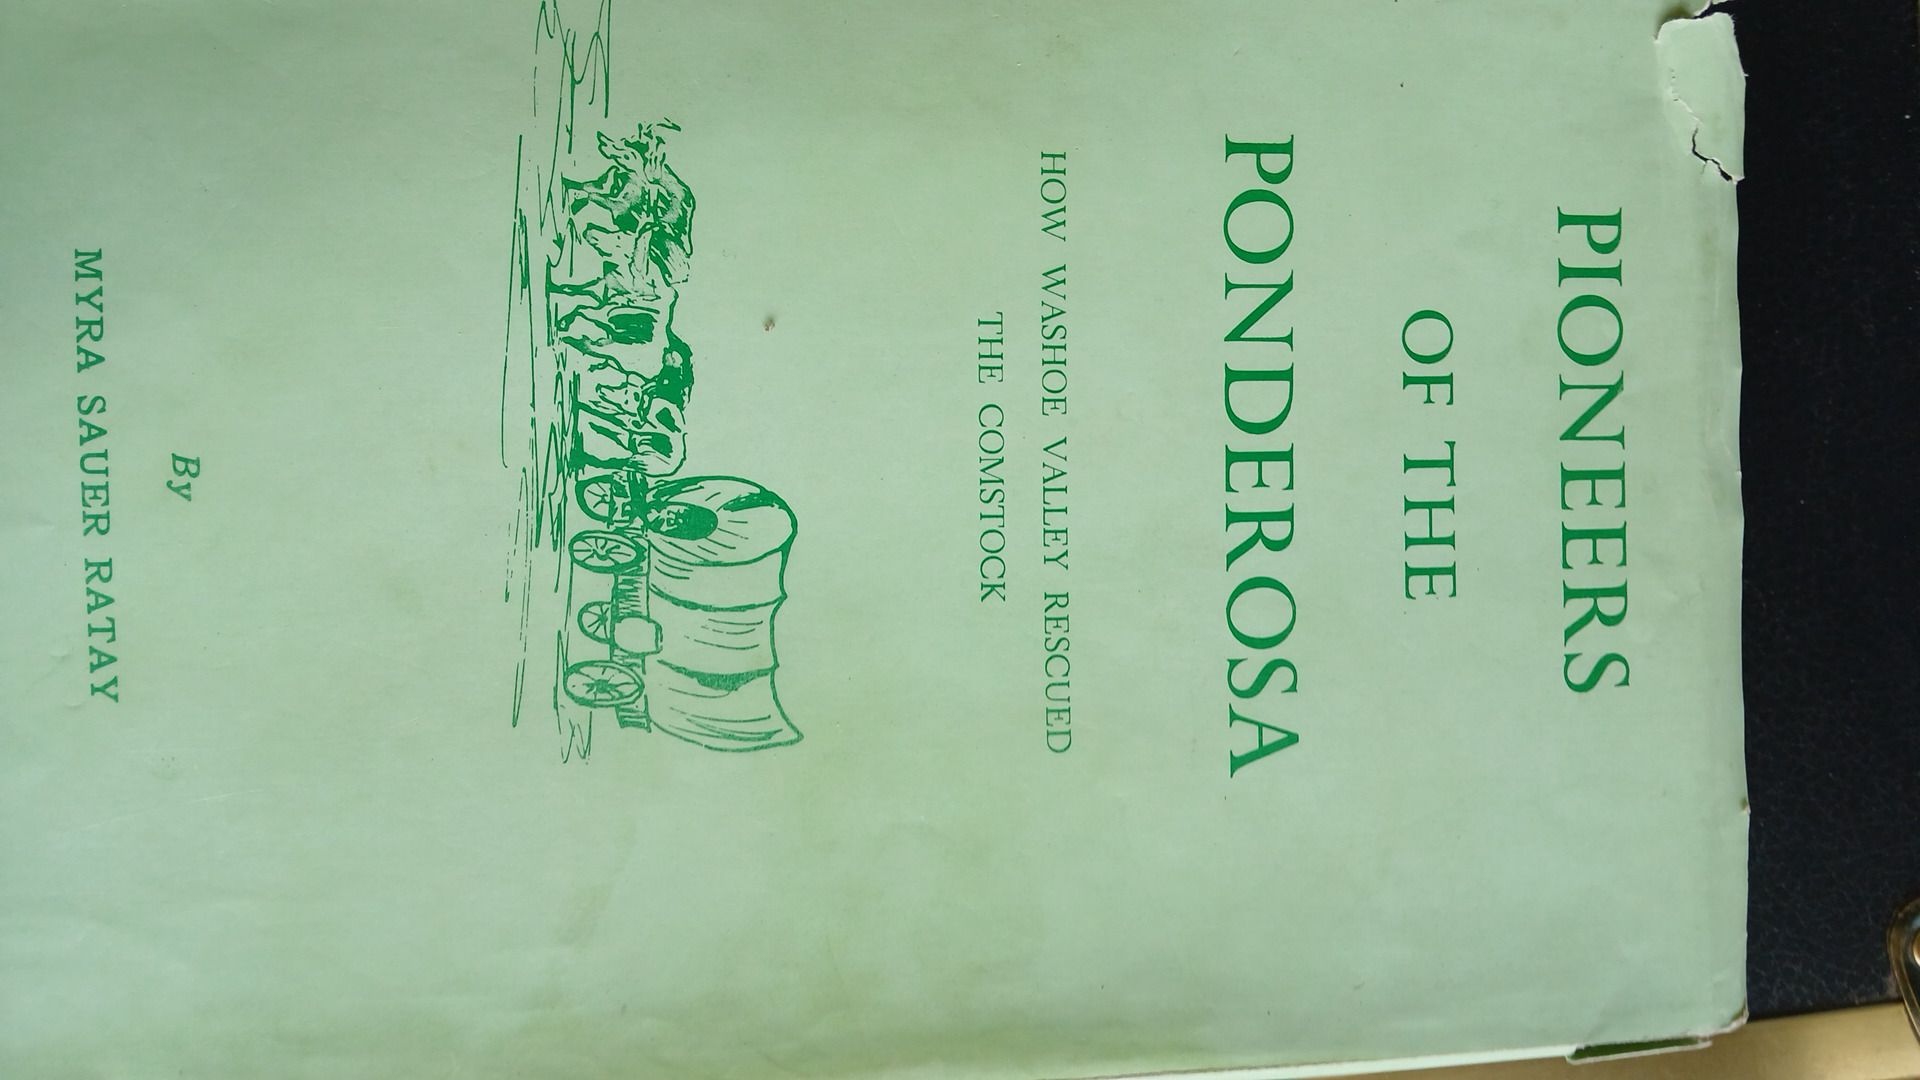 PIONEERS
OF THE
PONDEROSA
HOW WASHOE VALLEY RESCUED
THE COMSTOCK
By
MYRA SAUER RATAY